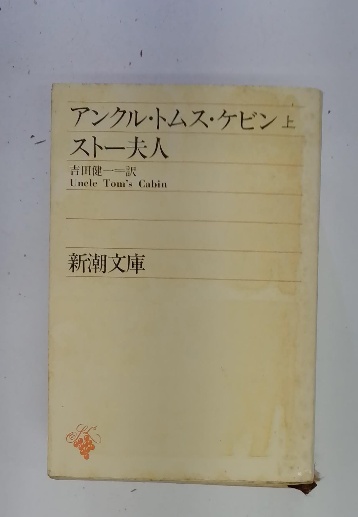 アンクル・トムス・ケビン 上
ストー夫人
吉田健一=訳
Uncle Tom's Cabin
新潮文庫